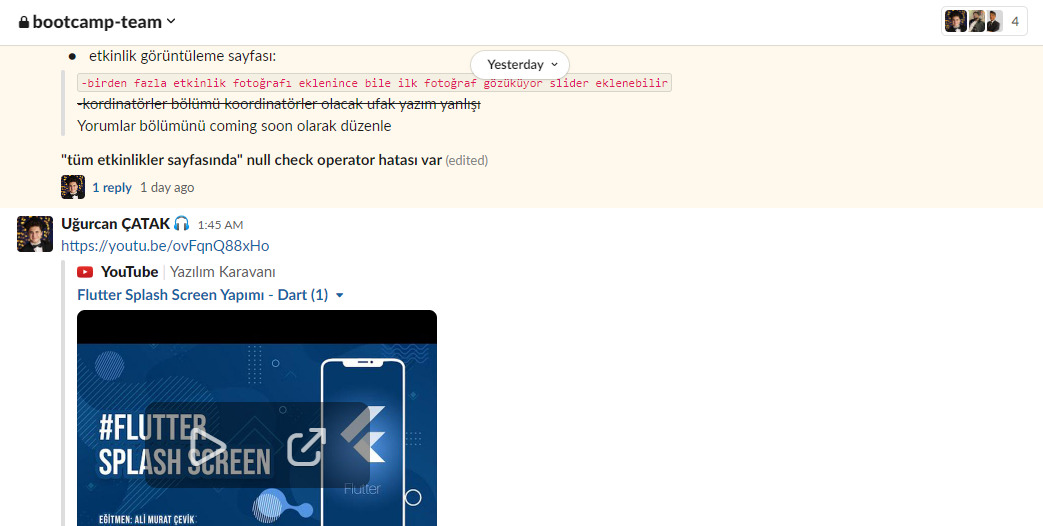 bootcamp-team
4
etkinlik görüntüleme sayfası:
Yesterday
-birden fazla etkinlik fotoğrafı eklenince bile ilk fotoğraf gözüküyor slider eklenebilir
-kordinatörler bölümü koordinatörler olacak ufak yazım yanlışı
Yorumlar bölümünü coming soon olarak düzenle
"tüm etkinlikler sayfasında" null check operator hatası var (edited)
1 reply 1 day ago
Uğurcan ÇATAK 1:45 AM
https://youtu.be/ovFqnQ88xHo
YouTube Yazılım Karavanı
Flutter Splash Screen Yapımı - Dart (1)
#FLUTTER
SPLASH SCREEN
Flutter
EĞİTMEN: ALİ MURAT ÇEVİK